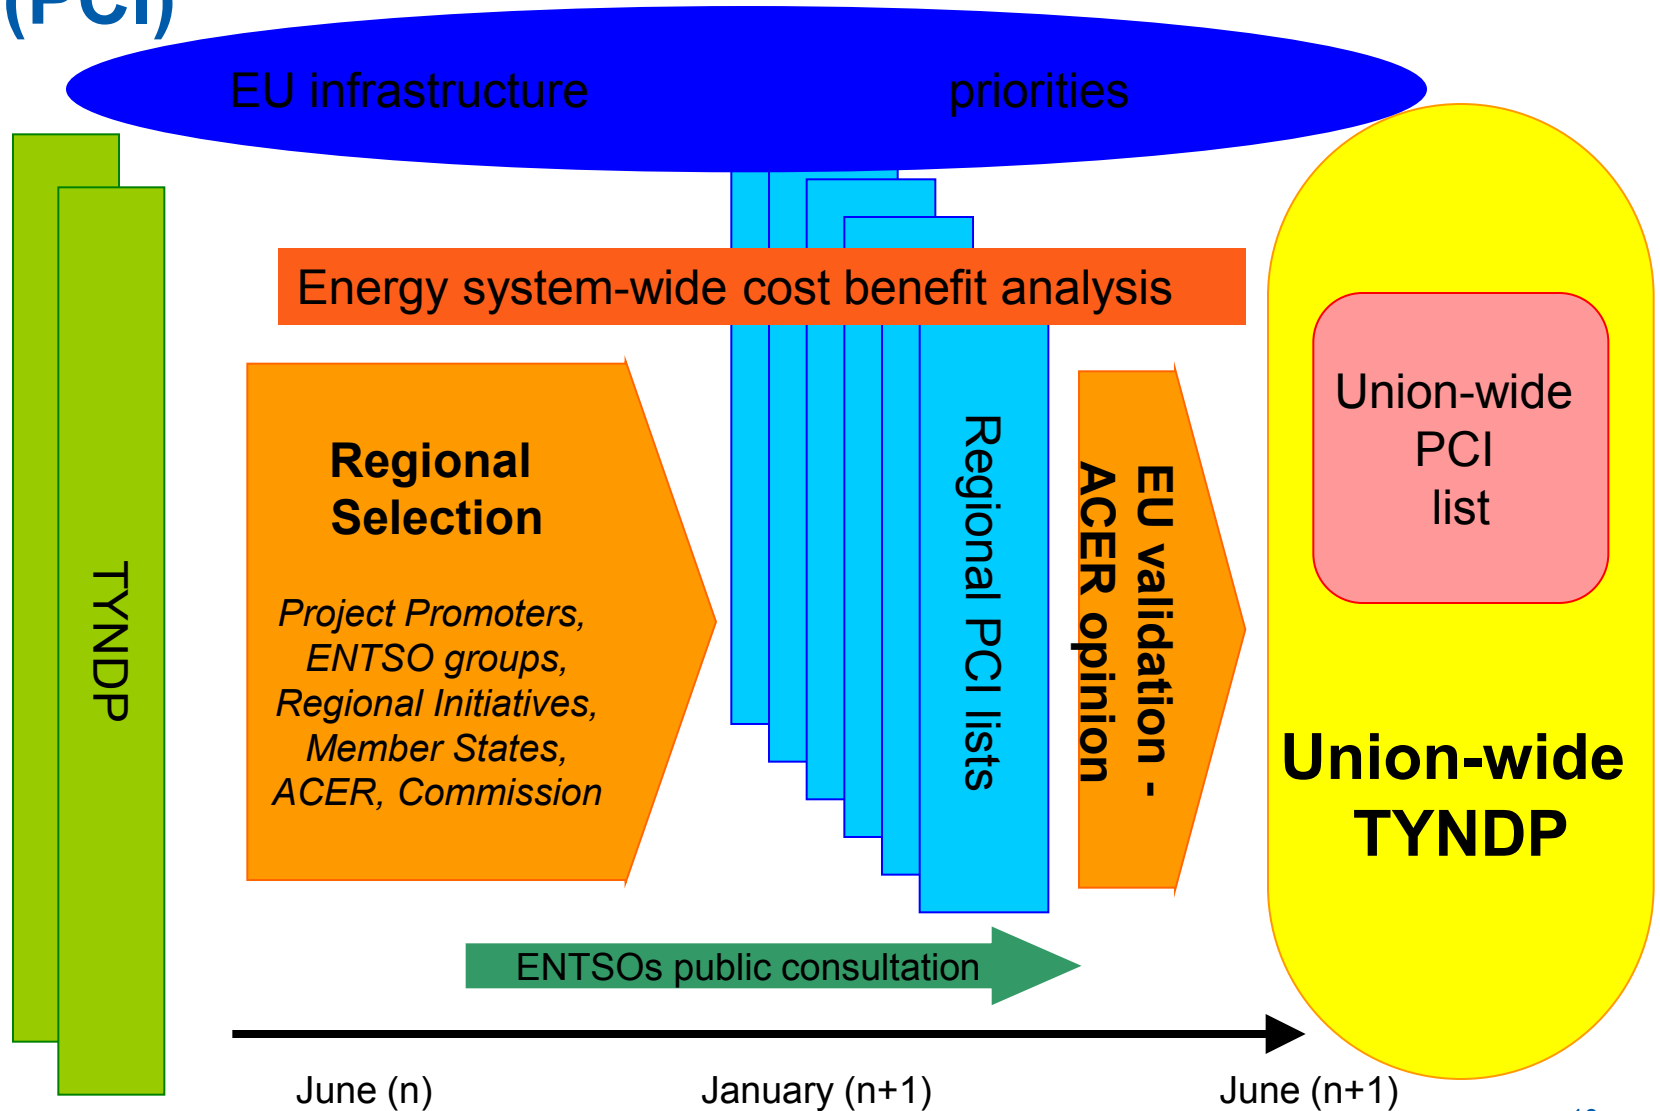 (PCI)
EU infrastructure priorities
Energy system-wide cost benefit analysis
TYNDP
Regional
Selection
Project Promoters,
ENTSO groups,
Regional Initiatives,
Member States,
ACER, Commission
Regional PCI lists
EU validation -
ACER opinion
Union-wide
PCI
list
Union-wide
TYNDP
ENTSOs public consultation
June (n)
January (n+1)
June (n+1)